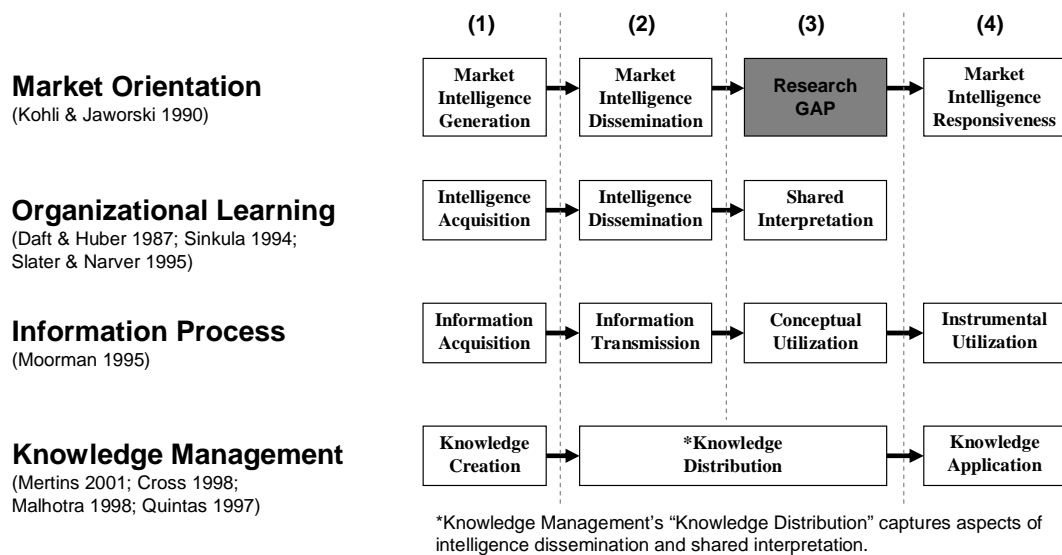 (1) (2) (3) (4)
Market Orientation
(Kohli & Jaworski 1990)
Market
Intelligence
Generation
Market
Intelligence
Dissemination
Research
GAP
Market
Intelligence
Responsiveness
Organizational Learning
(Daft & Huber 1987; Sinkula 1994;
Slater & Narver 1995)
Intelligence
Acquisition
Intelligence
Dissemination
Shared
Interpretation
Information Process
(Moorman 1995)
Information
Acquisition
Information
Transmission
Conceptual
Utilization
Instrumental
Utilization
Knowledge Management
(Mertins 2001; Cross 1998;
Malhotra 1998; Quintas 1997)
Knowledge
Creation
*Knowledge
Distribution
Knowledge
Application
*Knowledge Management's “Knowledge Distribution” captures aspects of
intelligence dissemination and shared interpretation.